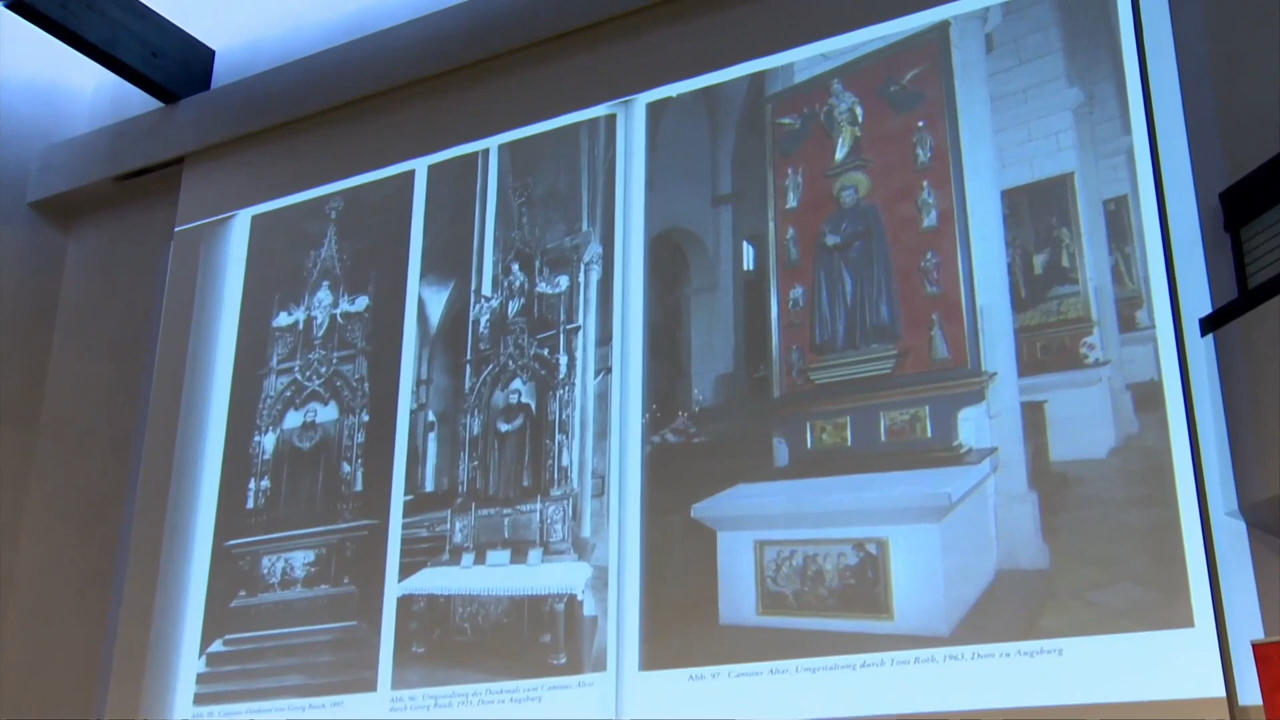 Abb. 95: Canisius-Denkmal von Georg Busch, 1897,
Abb. 96: Umgestaltung des Denkmals zum Canisius-Altar
durch Georg Busch, 1925, Dom zu Augsburg
Abb. 97: Canisius-Altar, Umgestaltung durch Toni Roth, 1963, Dom zu Augsburg